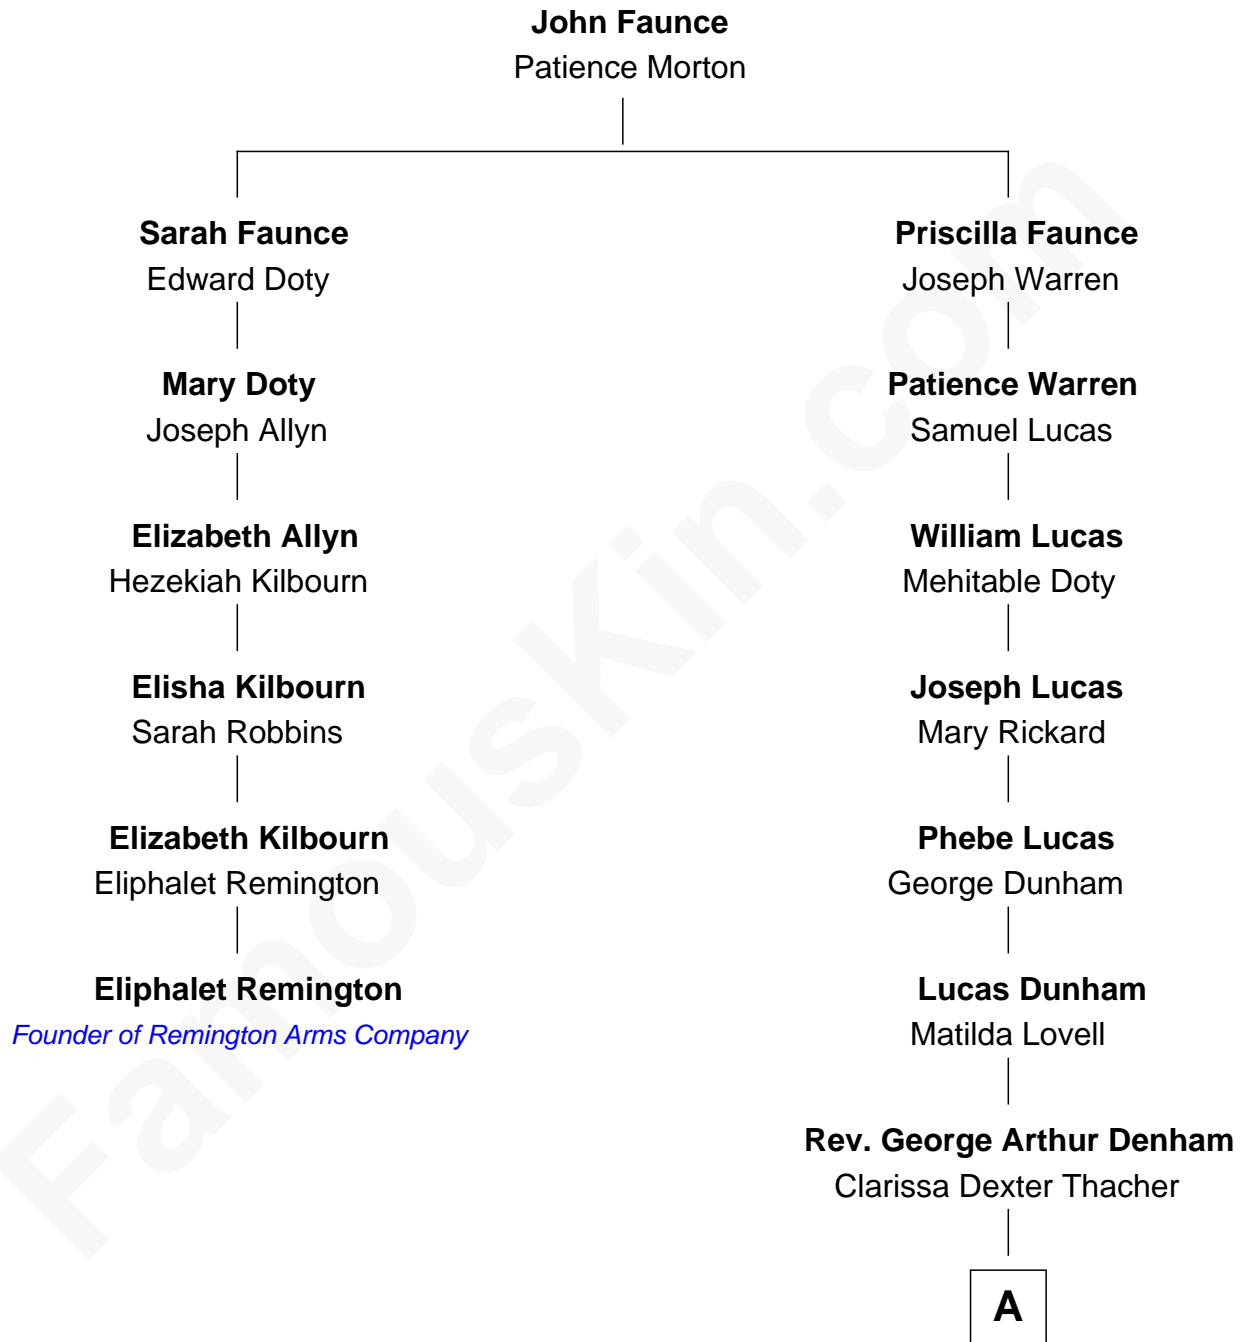 John Faunce
Patience Morton
Sarah Faunce
Edward Doty
Priscilla Faunce
Joseph Warren
Mary Doty
Joseph Allyn
Patience Warren
Samuel Lucas
Elizabeth Allyn
Hezekiah Kilbourn
William Lucas
Mehitable Doty
Elisha Kilbourn
Sarah Robbins
Joseph Lucas
Mary Rickard
Elizabeth Kilbourn
Eliphalet Remington
Phebe Lucas
George Dunham
Eliphalet Remington
Founder of Remington Arms Company
Lucas Dunham
Matilda Lovell
Rev. George Arthur Denham
Clarissa Dexter Thacher
A
FamousKin.com